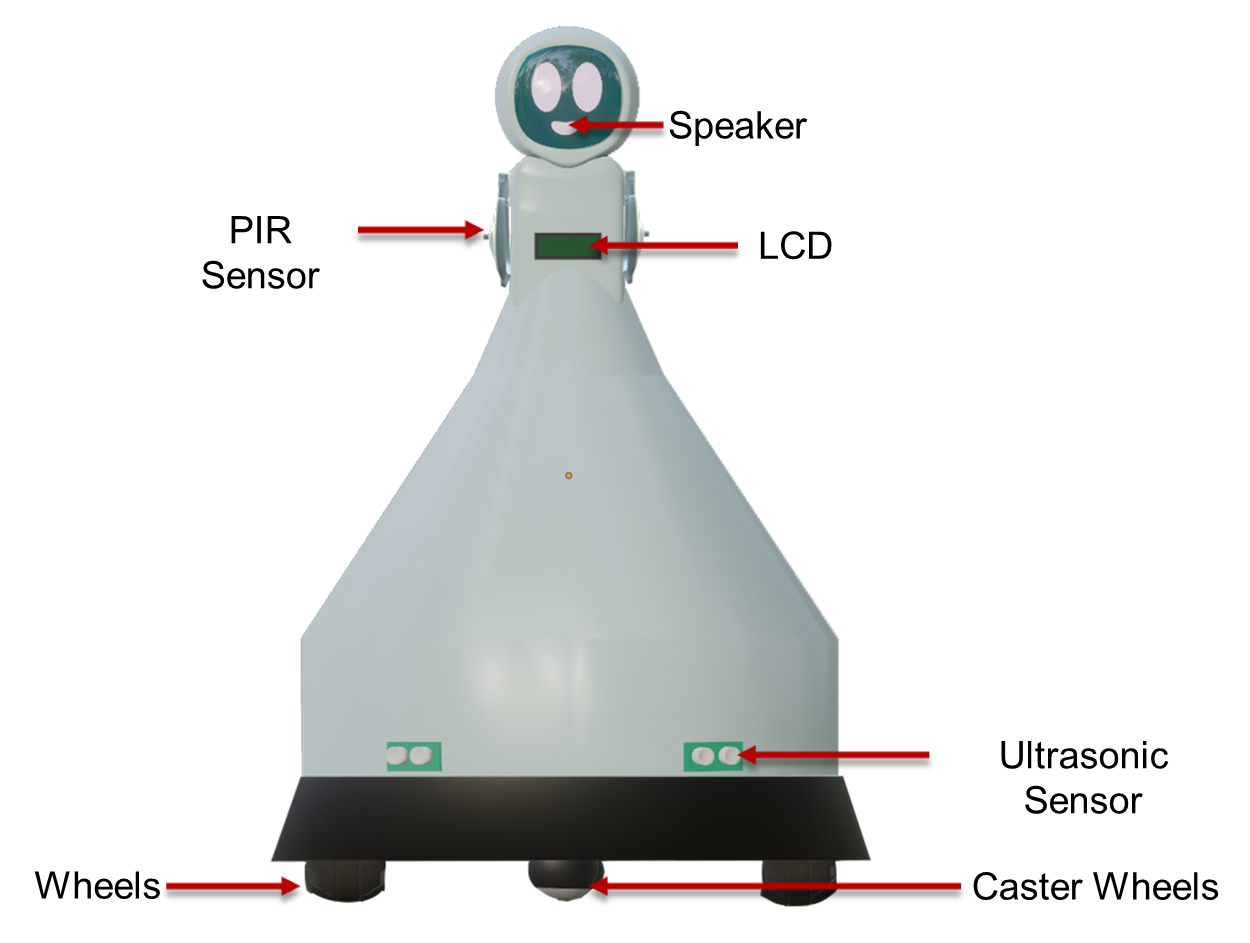 Speaker
PIR
Sensor
LCD
Ultrasonic
Sensor
Wheels
Caster Wheels